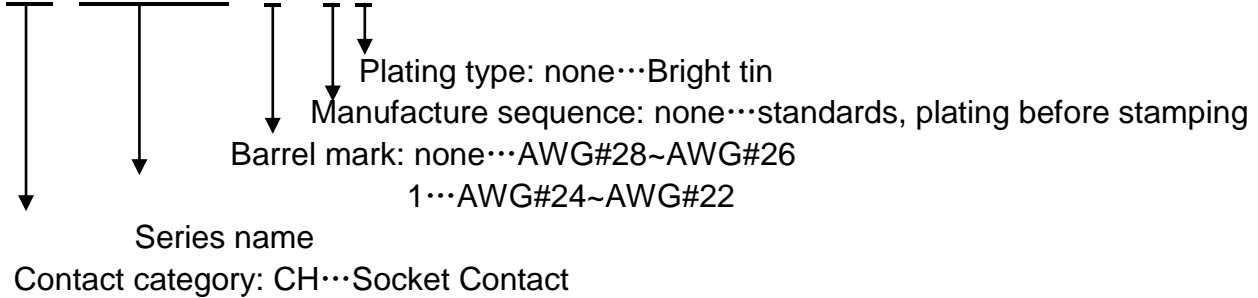 Plating type: none⋯Bright tin
Manufacture sequence: none⋯standards, plating before stamping
Barrel mark: none⋯AWG#28~AWG#26
1⋯AWG#24~AWG#22
Series name
Contact category: CH⋯Socket Contact